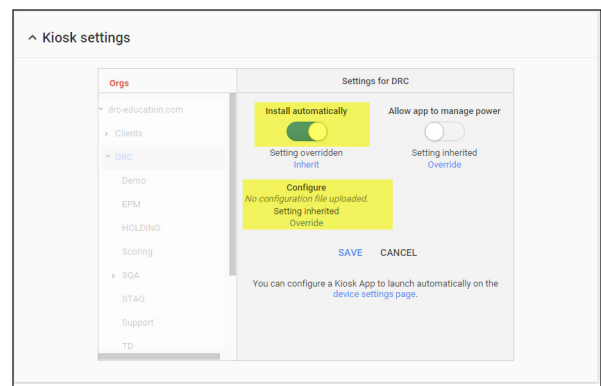 Kiosk settings
Orgs
drc-education.com
Clients
DRC
Demo
EPM
HOLDING
Scoring
SQA
STAG
Support
TD
Settings for DRC
Install automatically
Setting overridden
Inherit
Allow app to manage power
Setting inherited
Override
Configure
No configuration file uploaded.
Setting inherited
Override
SAVE CANCEL
You can configure a Kiosk App to launch automatically on the
device settings page.